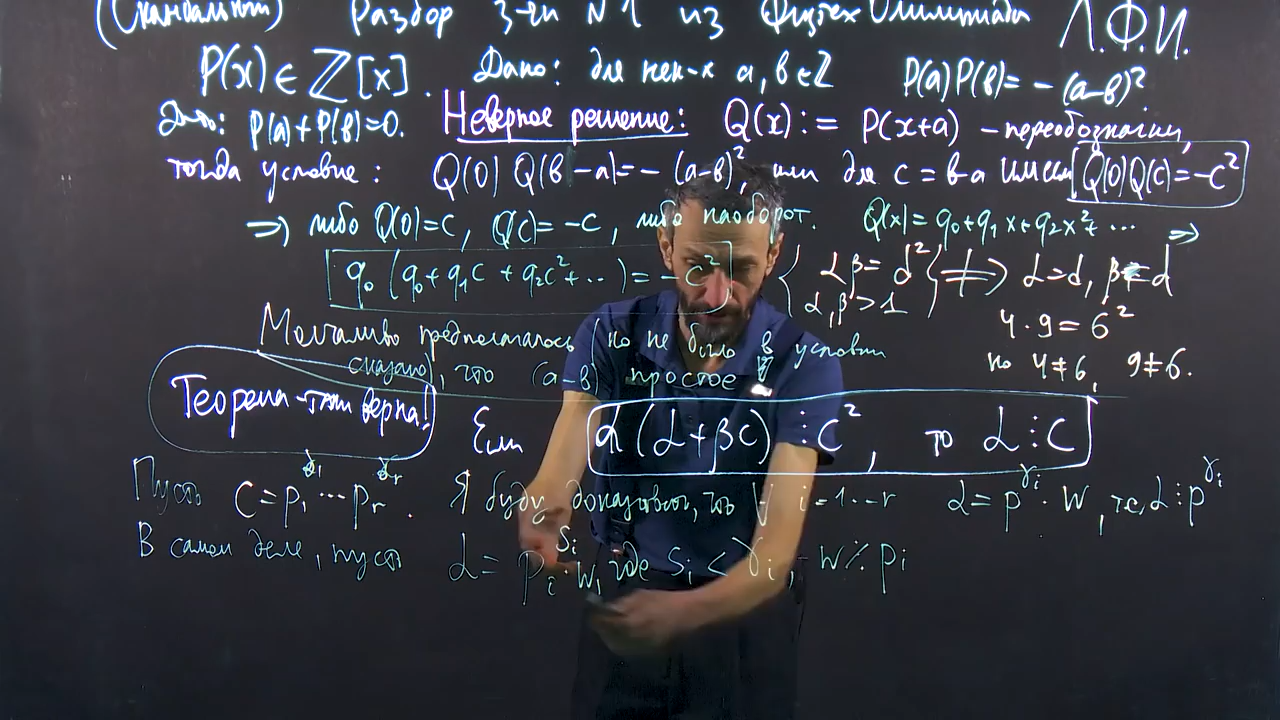 (Скандальный) Разбор з-чи №1 из Физтех Олимпиады Л.Ф.И.
P(x)∈ℤ[x]. Дано: для нек-х a,b∈ℤ P(a)P(b)= −(a−b)².
Д-ть: P(a)+P(b)=0. Неверное решение: Q(x):= P(x+a) – переобозначим,
тогда условие: Q(0) Q(b−a)=−(a−b)², или для c=b-a имеем Q(0)Q(c)=−c²
⇒ либо Q(0)=c, Q(c)=−c, либо наоборот. Q(x)=q₀+q₁x+q₂x²+... ⇒
q₀(q₀+q₁c+q₂c²+...)=−c² { αβ=d² α,β>1 } ⇏ α=d, β=d
4·9=6²
но 4≠6, 9≠6.
Молчаливо предполагалось (но не было в условии
сказано), что (a−b) простое
Теорема-таки верна! Если α(α+βc)⋮c², то α⋮c
Пусть c=p₁^γ₁...pᵣ^γᵣ. Я буду доказывать, что ∀ i=1...r α=p^γᵢ·w, т.е. α⋮p^γᵢ
В самом деле, пусть α=pᵢ^sᵢ·w, где sᵢ<γᵢ, w⁒pᵢ